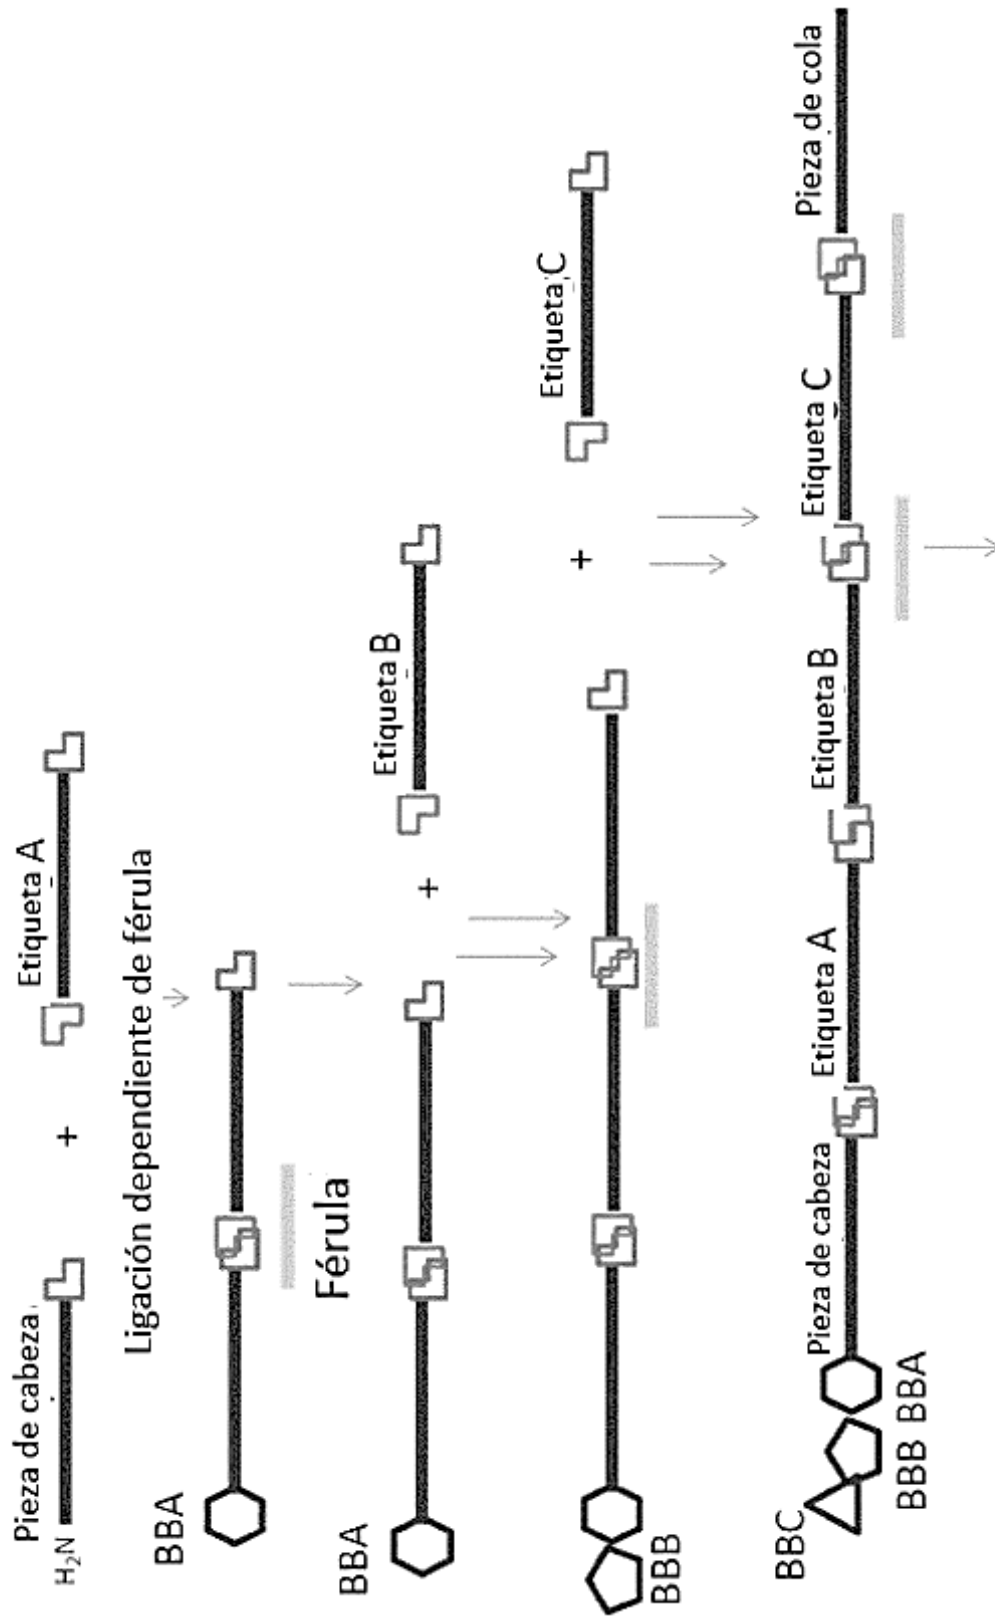 Pieza de cabeza
Etiqueta A
H₂N
+
Ligación dependiente de férula
BBA
Férula
BBA
+
Etiqueta B
BBB
+
Etiqueta C
BBC
BBB BBA
Pieza de cabeza
Etiqueta A
Etiqueta B
Etiqueta C
Pieza de cola